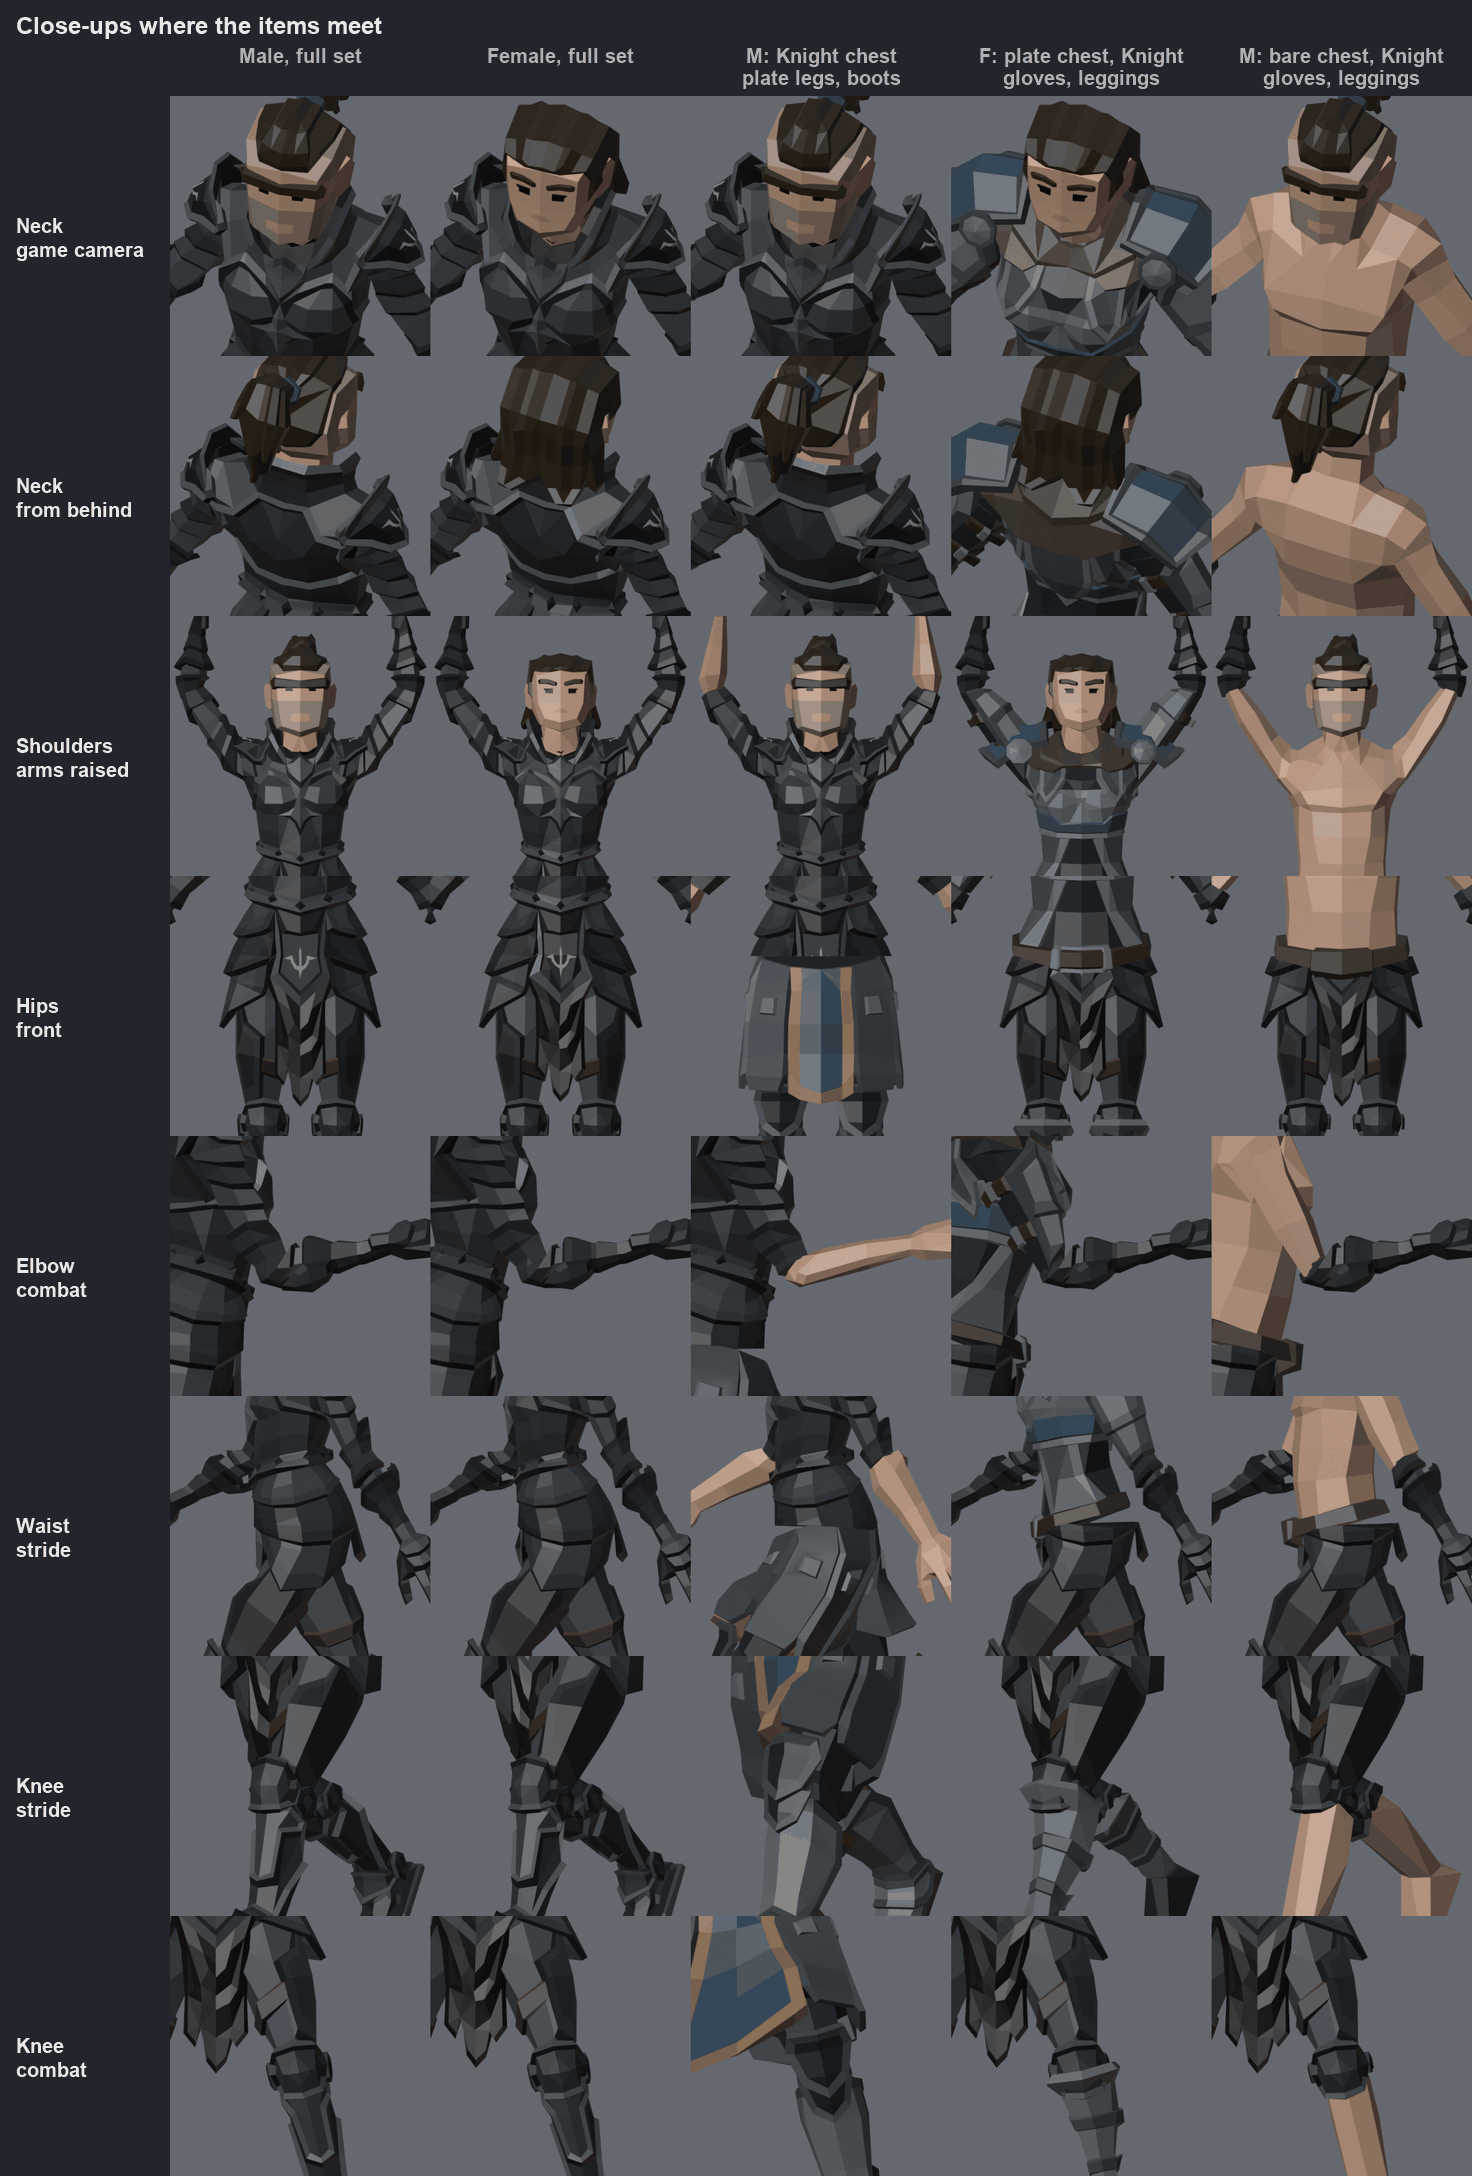 Close-ups where the items meet
Male, full set
Female, full set
M: Knight chest
plate legs, boots
F: plate chest, Knight
gloves, leggings
M: bare chest, Knight
gloves, leggings
Neck
game camera
Neck
from behind
Shoulders
arms raised
Hips
front
Elbow
combat
Waist
stride
Knee
stride
Knee
combat